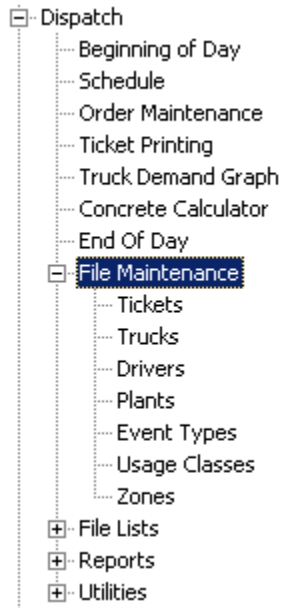 Dispatch
Beginning of Day
Schedule
Order Maintenance
Ticket Printing
Truck Demand Graph
Concrete Calculator
End Of Day
File Maintenance
Tickets
Trucks
Drivers
Plants
Event Types
Usage Classes
Zones
File Lists
Reports
Utilities